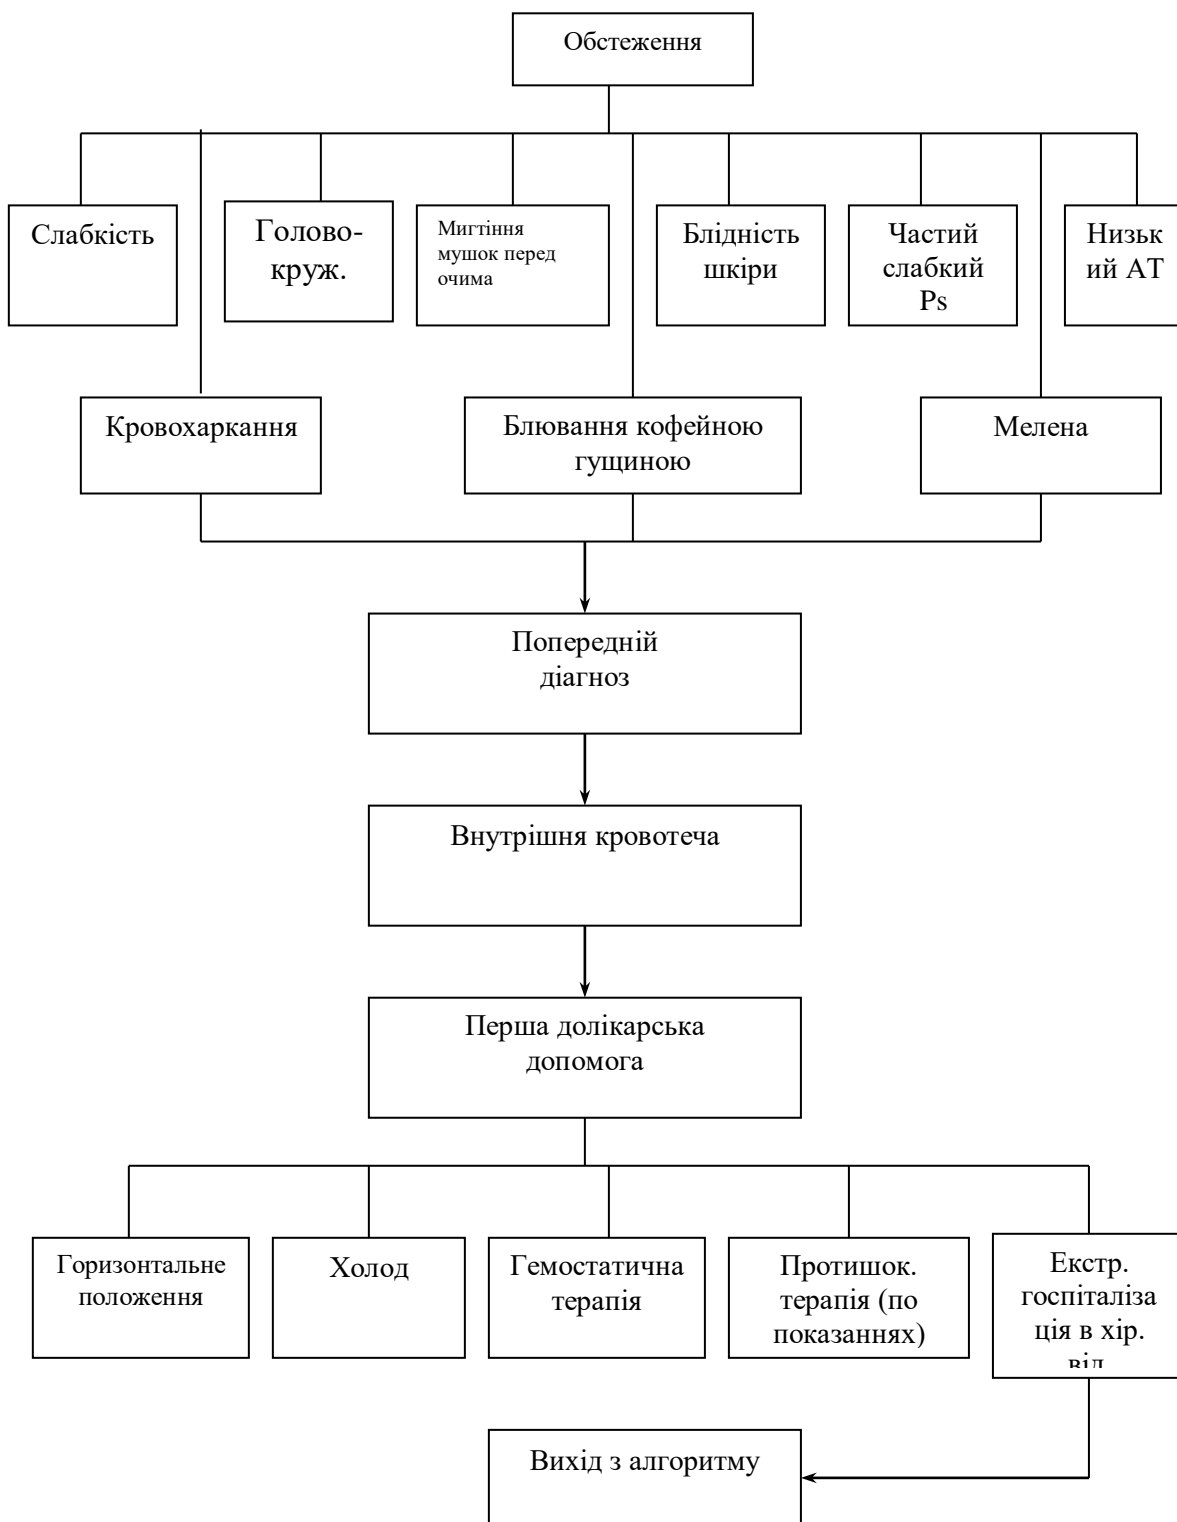 Обстеження
Слабкість
Голово-
круж.
Мигтіння
мушок перед
очима
Блідність
шкіри
Частий
слабкий
Ps
Низьк
ий АТ
Кровохаркання
Блювання кофейною
гущиною
Мелена
Попередній
діагноз
Внутрішня кровотеча
Перша долікарська
допомога
Горизонтальне
положення
Холод
Гемостатична
терапія
Протишок.
терапія (по
показаннях)
Екстр.
госпіталіза
ція в хір.
від
Вихід з алгоритму